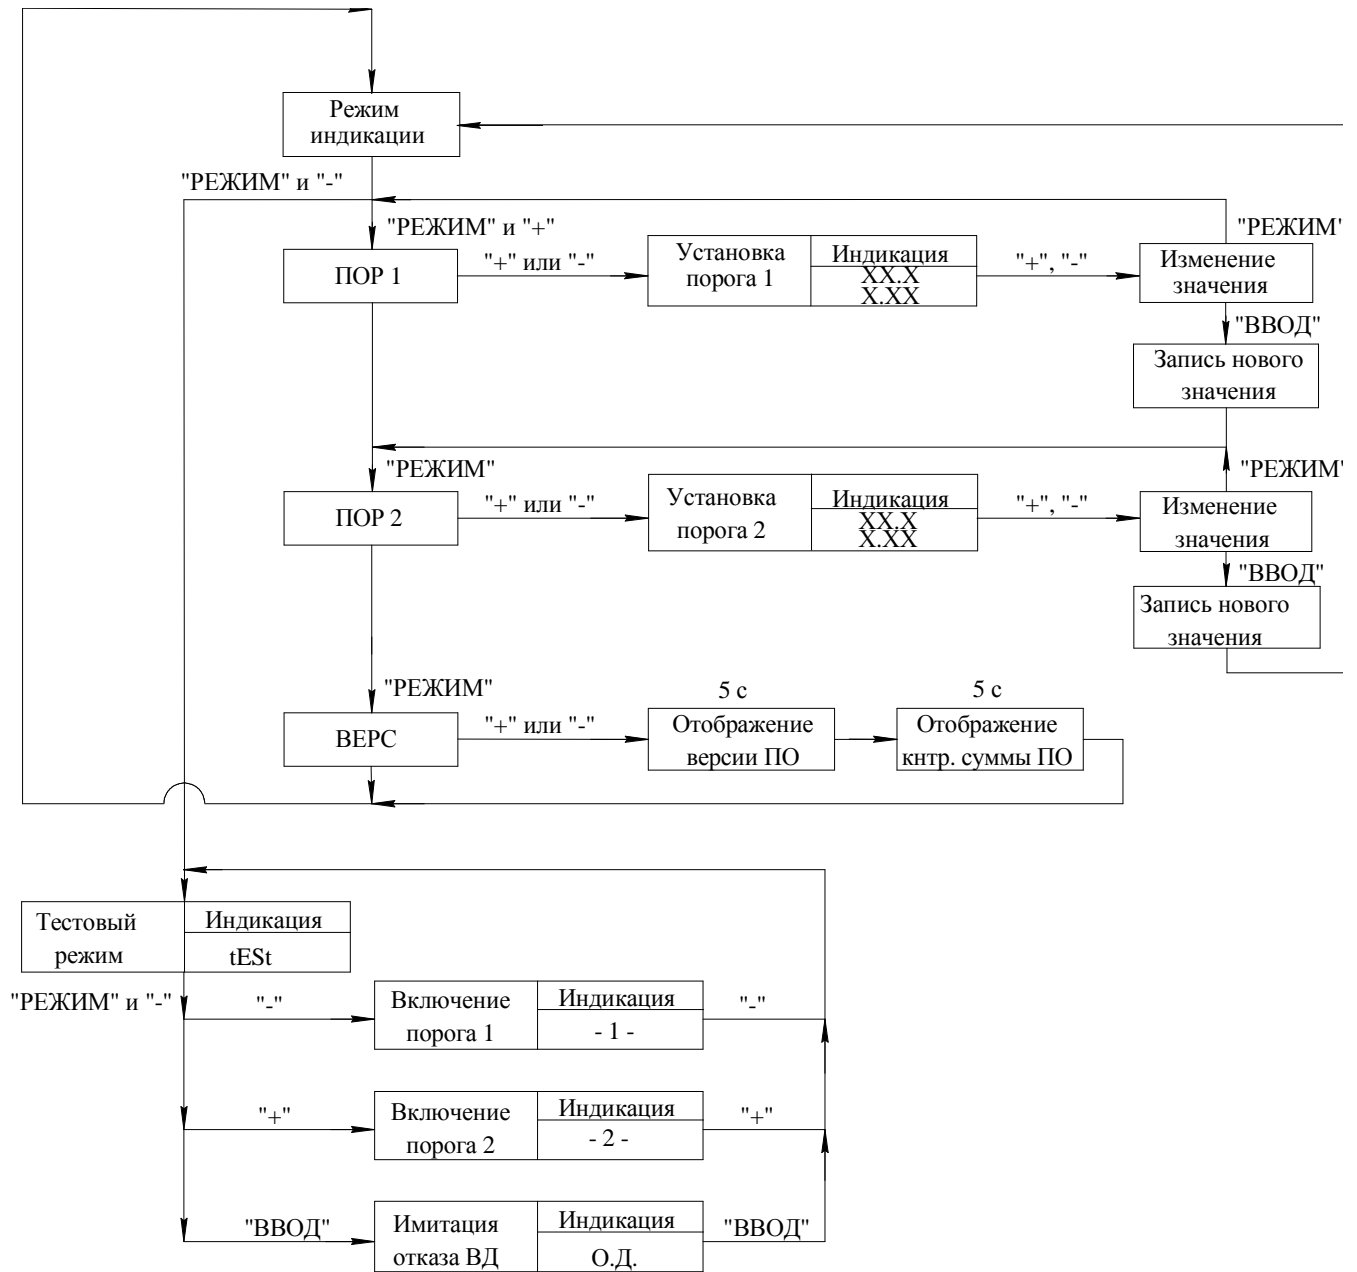 Режим
индикации
"РЕЖИМ" и "-"
"РЕЖИМ" и "+"
"РЕЖИМ"
ПОР 1
"+" или "-"
Установка
порога 1
Индикация
XX.X
X.XX
"+", "-"
Изменение
значения
"ВВОД"
Запись нового
значения
"РЕЖИМ"
"РЕЖИМ"
ПОР 2
"+" или "-"
Установка
порога 2
Индикация
XX.X
X.XX
"+", "-"
Изменение
значения
"ВВОД"
Запись нового
значения
"РЕЖИМ"
5 с
5 с
ВЕРС
"+" или "-"
Отображение
версии ПО
Отображение
кнтр. суммы ПО
Тестовый
режим
Индикация
tESt
"РЕЖИМ" и "-"
"-"
Включение
порога 1
Индикация
- 1 -
"-"
"+"
Включение
порога 2
Индикация
- 2 -
"+"
"ВВОД"
Имитация
отказа ВД
Индикация
О.Д.
"ВВОД"